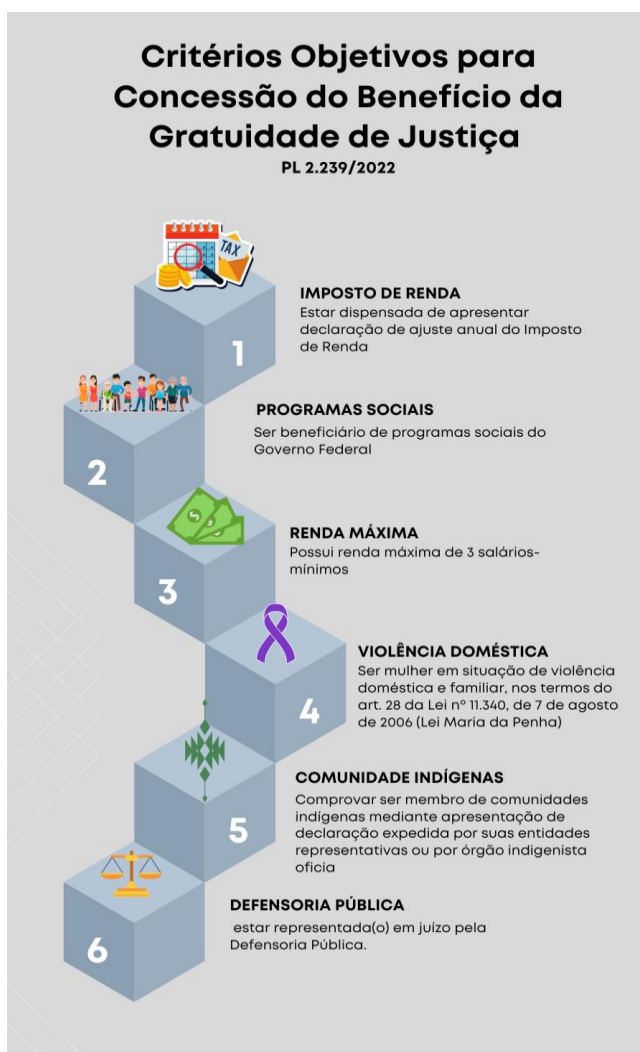 Critérios Objetivos para
Concessão do Benefício da
Gratuidade de Justiça
PL 2.239/2022
TAX
1
IMPOSTO DE RENDA
Estar dispensada de apresentar
declaração de ajuste anual do Imposto
de Renda
2
PROGRAMAS SOCIAIS
Ser beneficiário de programas sociais do
Governo Federal
3
RENDA MÁXIMA
Possui renda máxima de 3 salários-
mínimos
4
VIOLÊNCIA DOMÉSTICA
Ser mulher em situação de violência
doméstica e familiar, nos termos do
art. 28 da Lei nº 11.340, de 7 de agosto
de 2006 (Lei Maria da Penha)
5
COMUNIDADE INDÍGENAS
Comprovar ser membro de comunidades
indígenas mediante apresentação de
declaração expedida por suas entidades
representativas ou por órgão indigenista
oficia
6
DEFENSORIA PÚBLICA
estar representada(o) em juízo pela
Defensoria Pública.